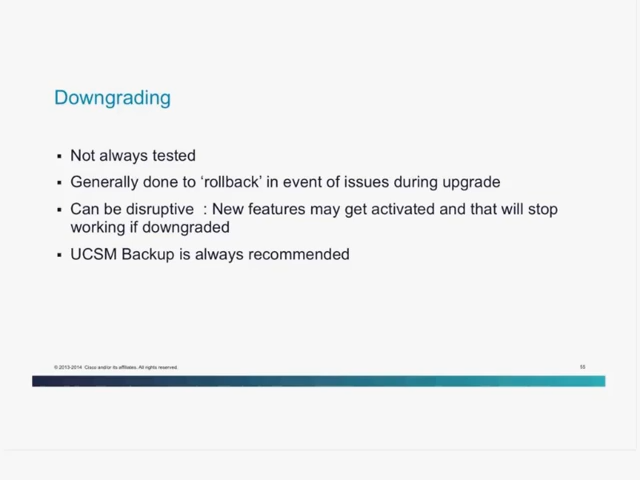 Downgrading
▪ Not always tested
▪ Generally done to ‘rollback’ in event of issues during upgrade
▪ Can be disruptive : New features may get activated and that will stop
working if downgraded
▪ UCSM Backup is always recommended
© 2013-2014 Cisco and/or its affiliates. All rights reserved.